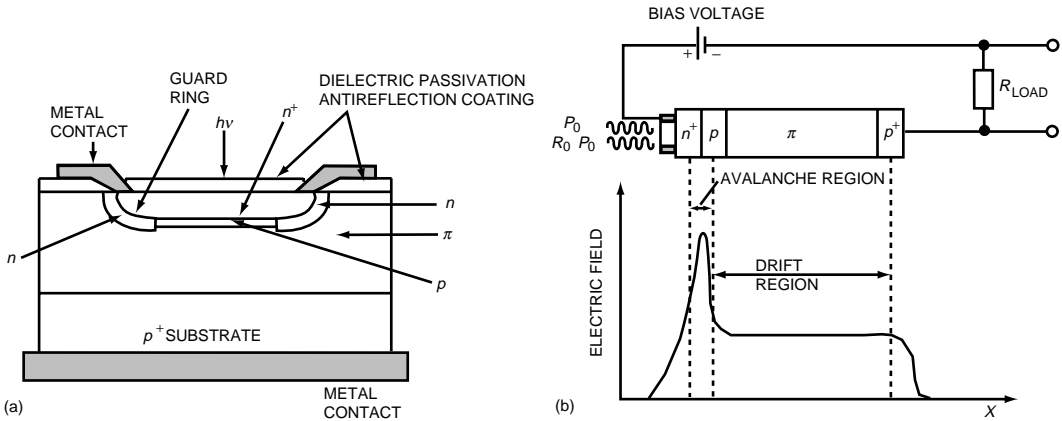 GUARD
RING
METAL
CONTACT
hν
n+
DIELECTRIC PASSIVATION
ANTIREFLECTION COATING
n
π
n
p
p+ SUBSTRATE
METAL
CONTACT
(a)
BIAS VOLTAGE
+ −
RLOAD
P0
R0 P0
n+ p π p+
AVALANCHE REGION
DRIFT
REGION
ELECTRIC FIELD
X
(b)